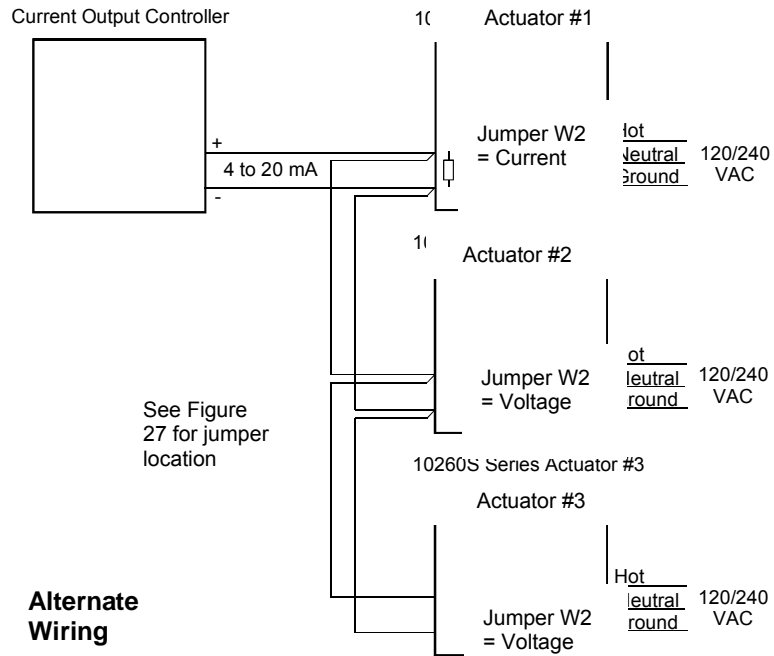 Current Output Controller
Actuator #1
+
4 to 20 mA
-
Jumper W2
= Current
Neutral
Ground
120/240
VAC
Actuator #2
Jumper W2
= Voltage
120/240
VAC
See Figure
27 for jumper
location
10260S Series Actuator #3
Actuator #3
Hot
120/240
VAC
Jumper W2
= Voltage
Alternate
Wiring